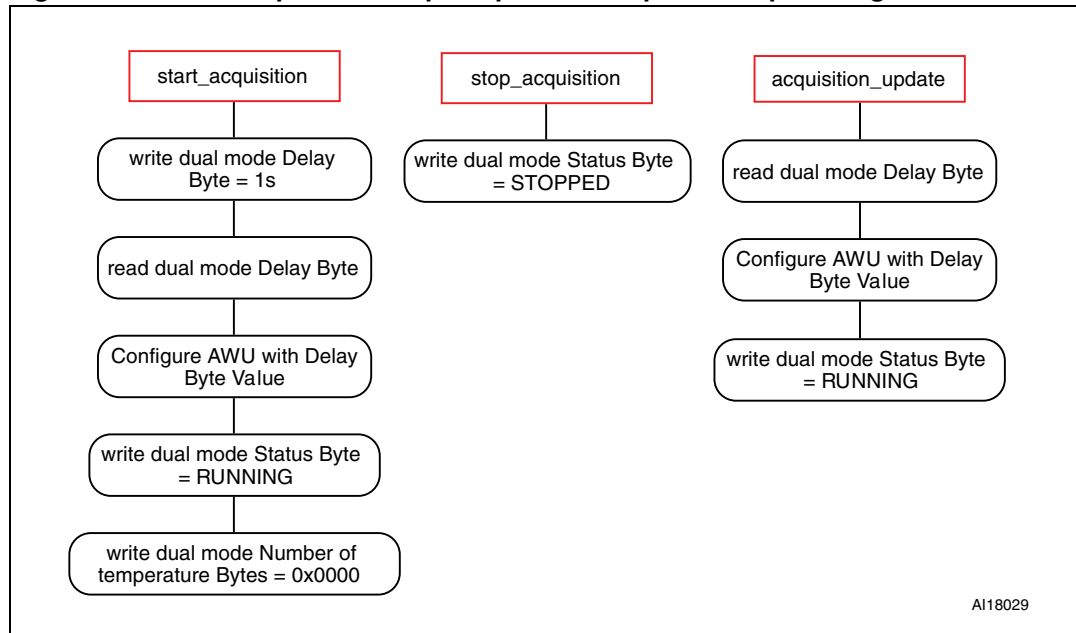 start_acquisition
write dual mode Delay
Byte = 1s
read dual mode Delay Byte
Configure AWU with Delay
Byte Value
write dual mode Status Byte
= RUNNING
write dual mode Number of
temperature Bytes = 0x0000
stop_acquisition
write dual mode Status Byte
= STOPPED
acquisition_update
read dual mode Delay Byte
Configure AWU with Delay
Byte Value
write dual mode Status Byte
= RUNNING
AI18029